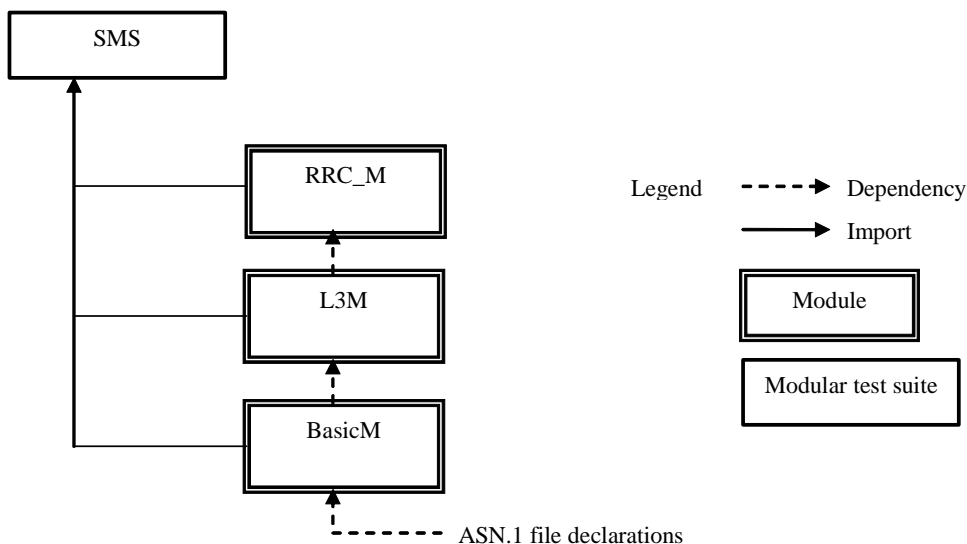 SMS
RRC_M
L3M
BasicM
ASN.1 file declarations
Legend
Dependency
Import
Module
Modular test suite